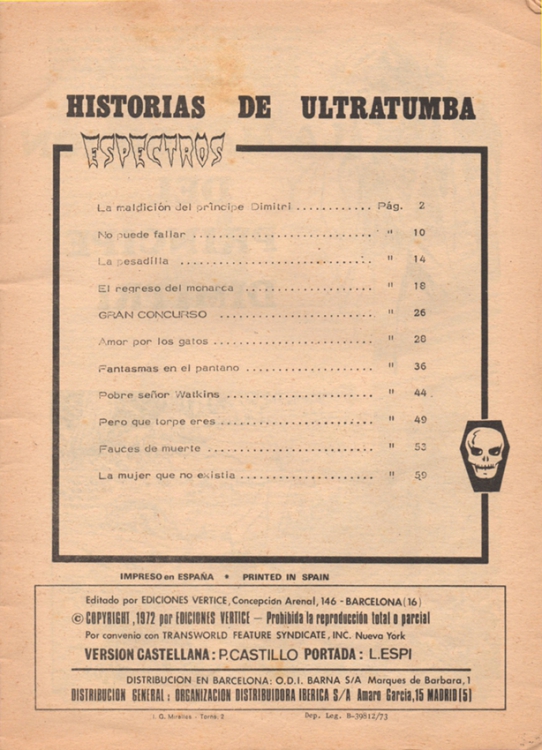 HISTORIAS DE ULTRATUMBA
ESPECTROS
La maldición del príncipe Dimitri ............ Pág. 2
No puede fallar ............................ " 10
La pesadilla ............................ " 14
El regreso del monarca .................... " 18
GRAN CONCURSO ........................ " 26
Amor por los gatos ........................ " 28
Fantasmas en el pantano .................... " 36
Pobre señor Watkins ........................ " 44
Pero que torpe eres ........................ " 49
Fauces de muerte ........................ " 53
La mujer que no existía .................... " 59
IMPRESO en ESPAÑA • PRINTED IN SPAIN
Editado por EDICIONES VERTICE, Concepción Arenal, 146 - BARCELONA (16)
© COPYRIGHT, 1972 por EDICIONES VERTICE — Prohibida la reproducción total o parcial
Por convenio con TRANSWORLD FEATURE SYNDICATE, INC. Nueva York
VERSION CASTELLANA: P.CASTILLO PORTADA: L.ESPI
DISTRIBUCION EN BARCELONA: O.D.I. BARNA S/A Marques de Barbara, 1
DISTRIBUCION GENERAL: ORGANIZACION DISTRIBUIDORA IBERICA S/A Amaro Garcia, 15 MADRID (5)
Dep. Leg. B-39812/73